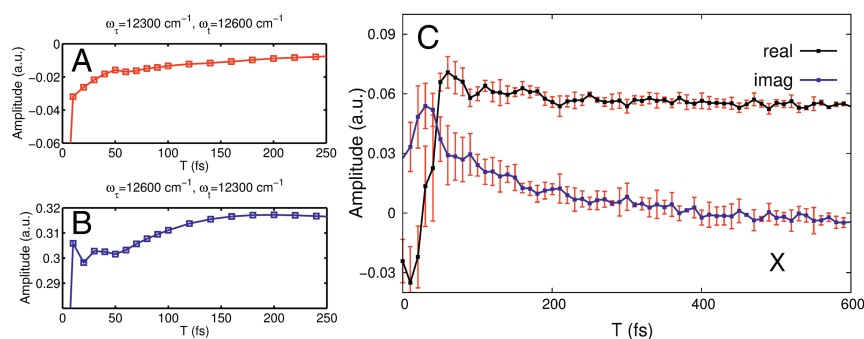 ωτ=12300 cm⁻¹, ωt=12600 cm⁻¹
A
Amplitude (a.u.)
0
−0.02
−0.04
−0.06
0 50 100 150 200 250
T (fs)
ωτ=12600 cm⁻¹, ωt=12300 cm⁻¹
B
Amplitude (a.u.)
0.32
0.31
0.3
0.29
0 50 100 150 200 250
T (fs)
C
real
imag
Amplitude (a.u.)
0.09
0.06
0.03
0
−0.03
X
0 200 400 600
T (fs)